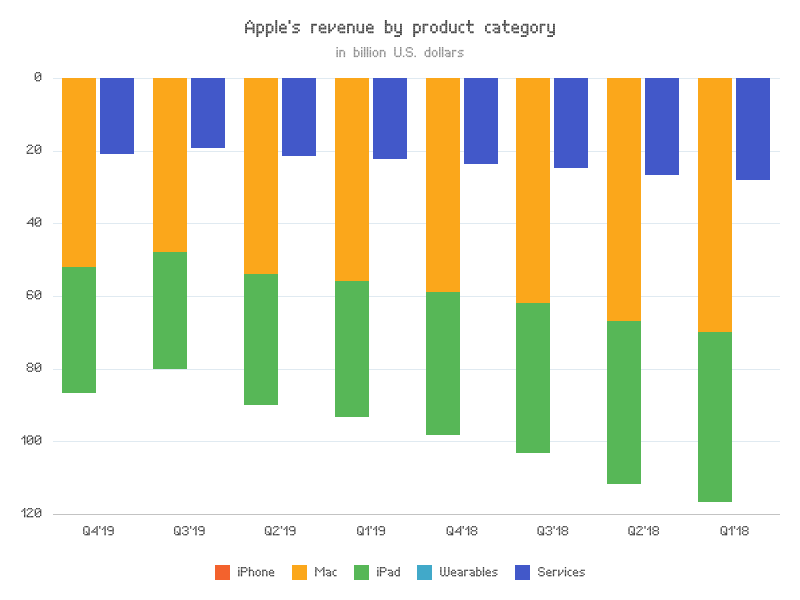 Apple's revenue by product category
in billion U.S. dollars
0
20
40
60
80
100
120
Q4'19 Q3'19 Q2'19 Q1'19 Q4'18 Q3'18 Q2'18 Q1'18
iPhone Mac iPad Wearables Services